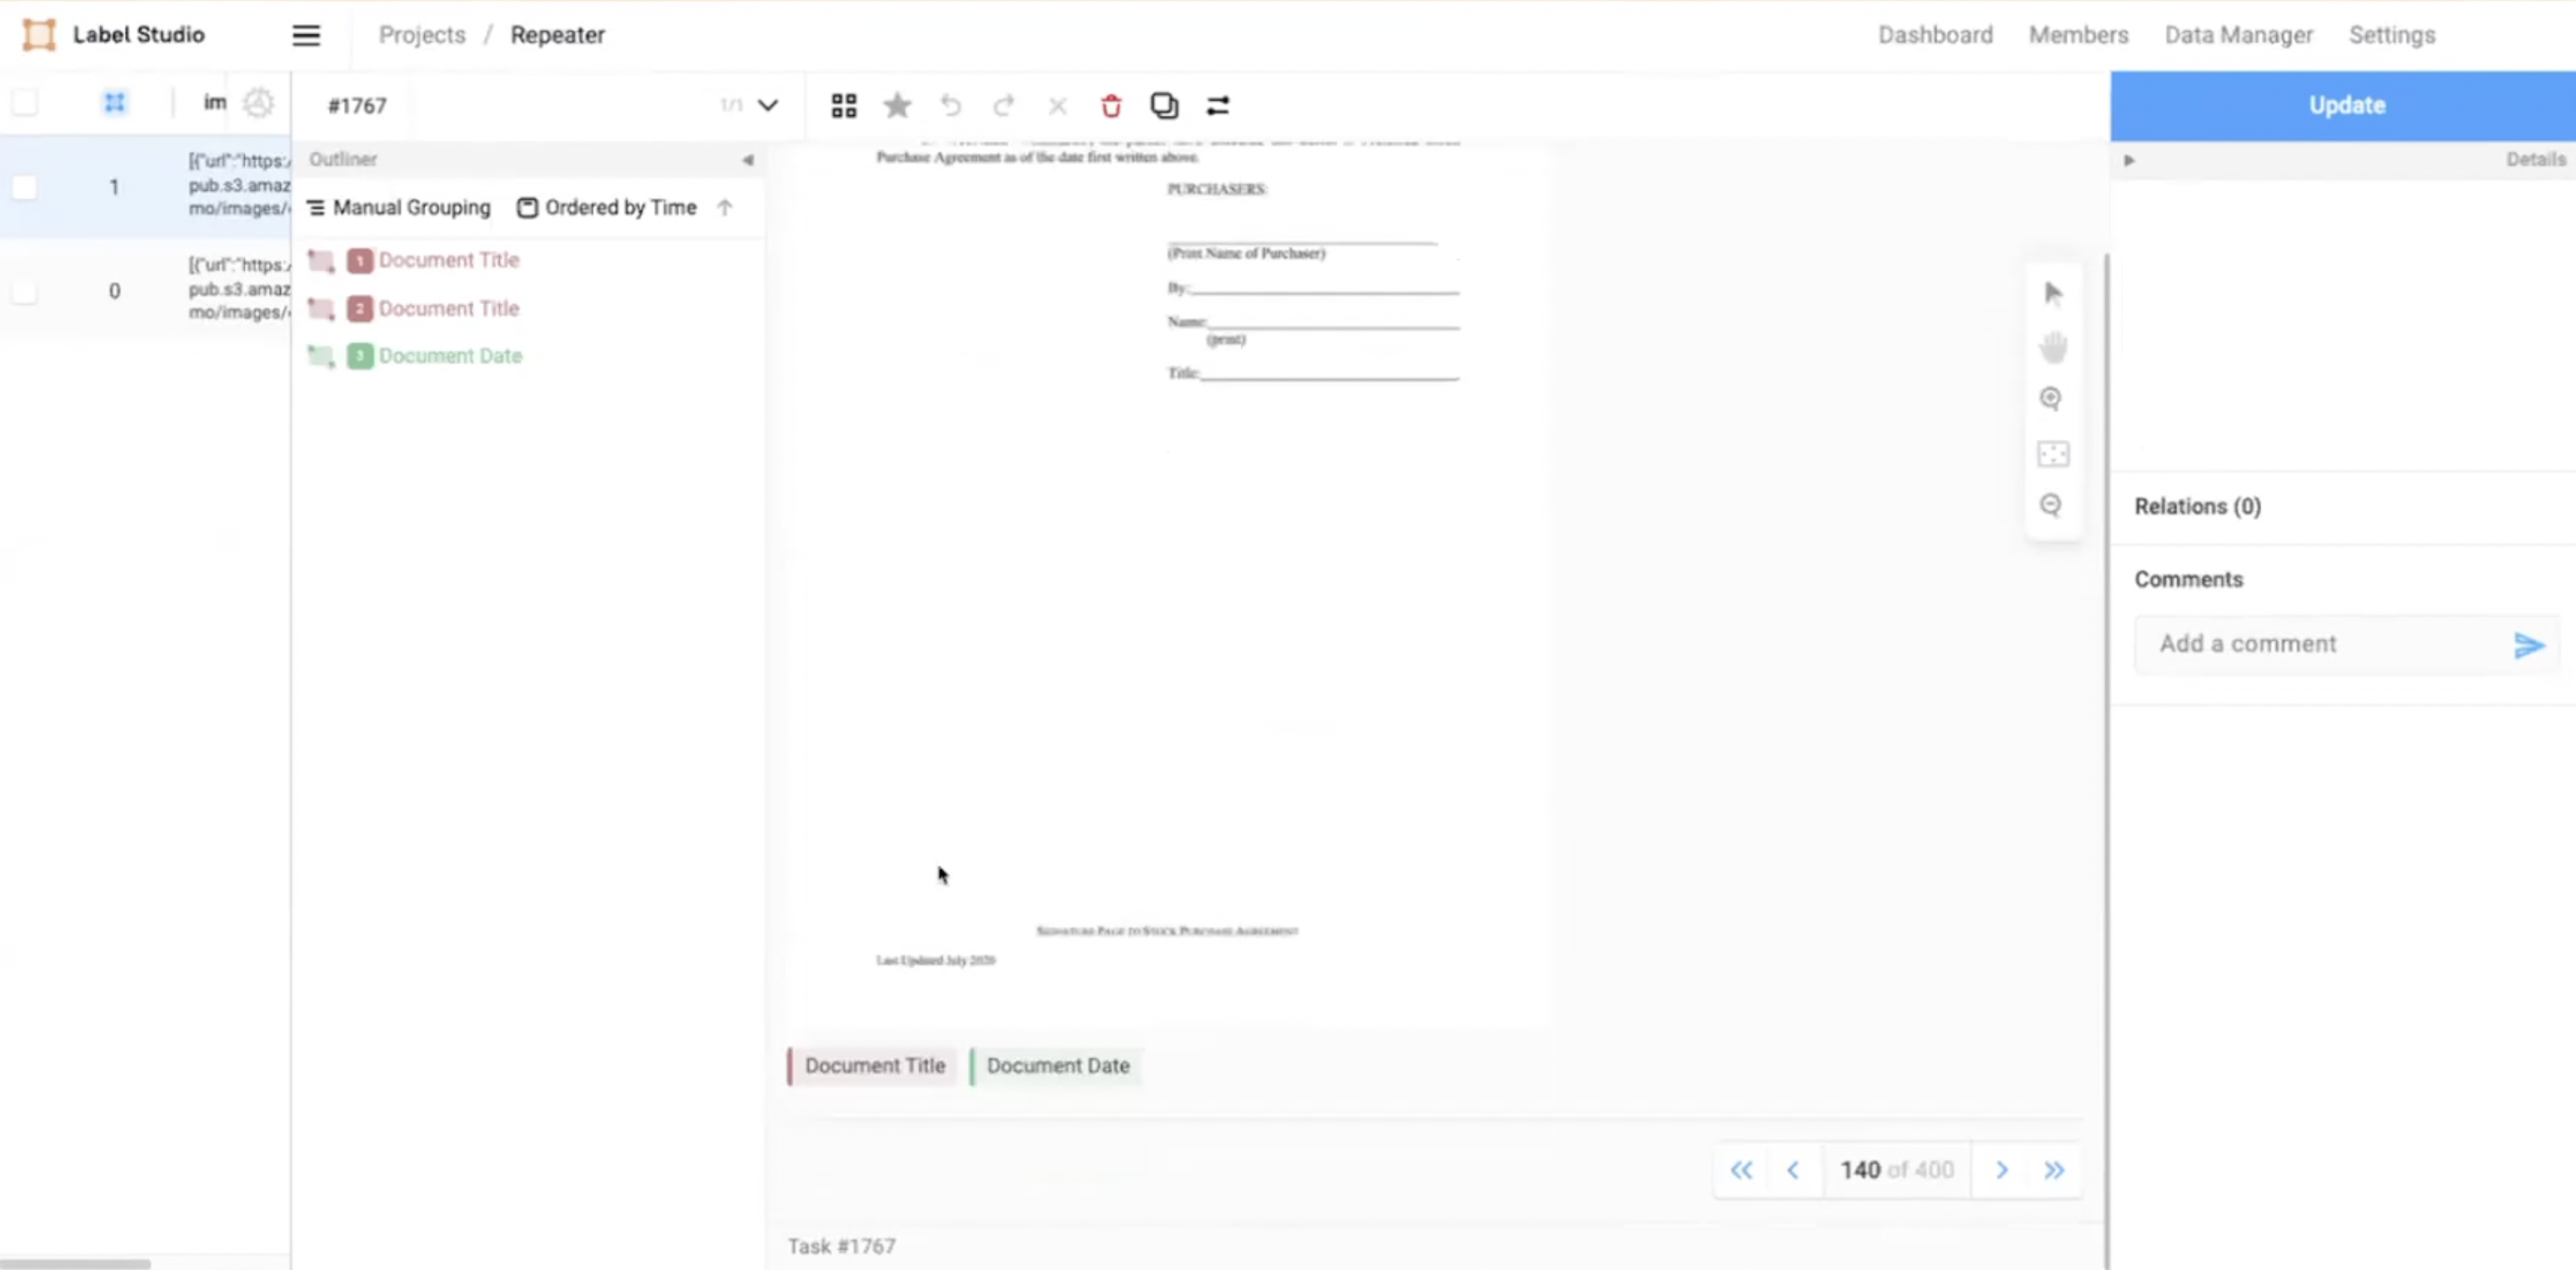 Label Studio
Projects / Repeater
Dashboard Members Data Manager Settings
im
#1767
1/1
Update
Outliner
Details
Manual Grouping Ordered by Time
1 Document Title
2 Document Title
3 Document Date
1
[{"url":"https:/
pub.s3.amaz
mo/images/
0
[{"url":"https:/
pub.s3.amaz
mo/images/
Purchase Agreement as of the date first written above.
PURCHASERS:
(Print Name of Purchaser)
By:
Name:
(print)
Title:
SIGNATURE PAGE TO STOCK PURCHASE AGREEMENT
Last Updated July 2020
Document Title
Document Date
140 of 400
Task #1767
Relations (0)
Comments
Add a comment